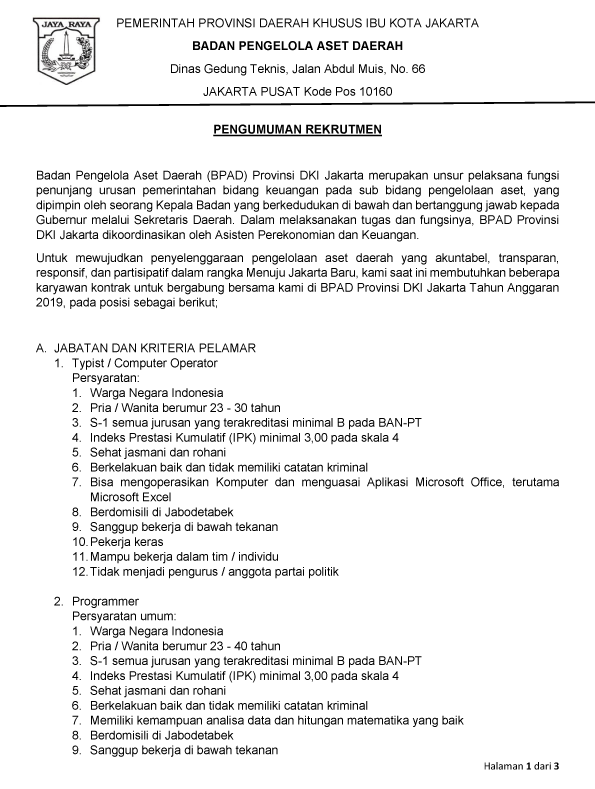 JAYA RAYA
PEMERINTAH PROVINSI DAERAH KHUSUS IBU KOTA JAKARTA
BADAN PENGELOLA ASET DAERAH
Dinas Gedung Teknis, Jalan Abdul Muis, No. 66
JAKARTA PUSAT Kode Pos 10160
PENGUMUMAN REKRUTMEN
Badan Pengelola Aset Daerah (BPAD) Provinsi DKI Jakarta merupakan unsur pelaksana fungsi
penunjang urusan pemerintahan bidang keuangan pada sub bidang pengelolaan aset, yang
dipimpin oleh seorang Kepala Badan yang berkedudukan di bawah dan bertanggung jawab kepada
Gubernur melalui Sekretaris Daerah. Dalam melaksanakan tugas dan fungsinya, BPAD Provinsi
DKI Jakarta dikoordinasikan oleh Asisten Perekonomian dan Keuangan.
Untuk mewujudkan penyelenggaraan pengelolaan aset daerah yang akuntabel, transparan,
responsif, dan partisipatif dalam rangka Menuju Jakarta Baru, kami saat ini membutuhkan beberapa
karyawan kontrak untuk bergabung bersama kami di BPAD Provinsi DKI Jakarta Tahun Anggaran
2019, pada posisi sebagai berikut;
A. JABATAN DAN KRITERIA PELAMAR
1. Typist / Computer Operator
Persyaratan:
1. Warga Negara Indonesia
2. Pria / Wanita berumur 23 - 30 tahun
3. S-1 semua jurusan yang terakreditasi minimal B pada BAN-PT
4. Indeks Prestasi Kumulatif (IPK) minimal 3,00 pada skala 4
5. Sehat jasmani dan rohani
6. Berkelakuan baik dan tidak memiliki catatan kriminal
7. Bisa mengoperasikan Komputer dan menguasai Aplikasi Microsoft Office, terutama
Microsoft Excel
8. Berdomisili di Jabodetabek
9. Sanggup bekerja di bawah tekanan
10. Pekerja keras
11. Mampu bekerja dalam tim / individu
12. Tidak menjadi pengurus / anggota partai politik
2. Programmer
Persyaratan umum:
1. Warga Negara Indonesia
2. Pria / Wanita berumur 23 - 40 tahun
3. S-1 semua jurusan yang terakreditasi minimal B pada BAN-PT
4. Indeks Prestasi Kumulatif (IPK) minimal 3,00 pada skala 4
5. Sehat jasmani dan rohani
6. Berkelakuan baik dan tidak memiliki catatan kriminal
7. Memiliki kemampuan analisa data dan hitungan matematika yang baik
8. Berdomisili di Jabodetabek
9. Sanggup bekerja di bawah tekanan
Halaman 1 dari 3